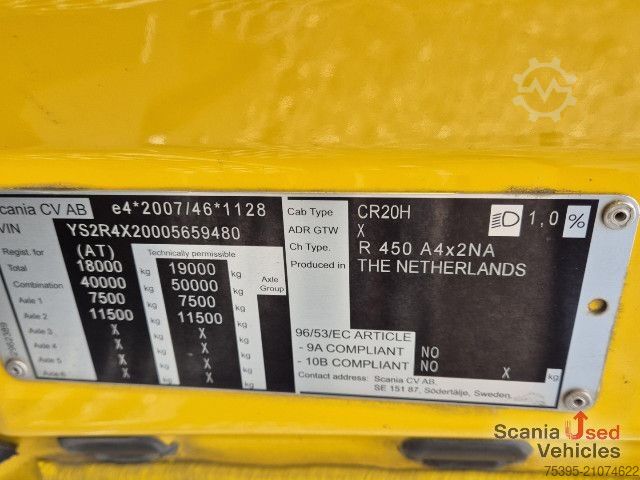 Scania CV AB e4*2007/46*1128
VIN YS2R4X20005659480
Regist. for (AT) Technically permissible
Total 18000 kg 19000 kg
Combination 40000 kg 50000 kg Axle Group
Axle 1 7500 kg 7500 kg
Axle 2 11500 kg 11500 kg
Axle 3 X kg X kg
Axle 4 X kg X kg
Axle 5 X kg X kg
Axle 6 X kg X kg
Cab Type CR20H 1,0 %
ADR GTW X
Ch Type. R 450 A4x2NA
Produced in THE NETHERLANDS
96/53/EC ARTICLE
- 9A COMPLIANT NO
- 10B COMPLIANT NO X kg
Contact address: Scania CV AB,
SE 151 87, Södertälje, Sweden.
Scania Used
Vehicles
75395-21074622